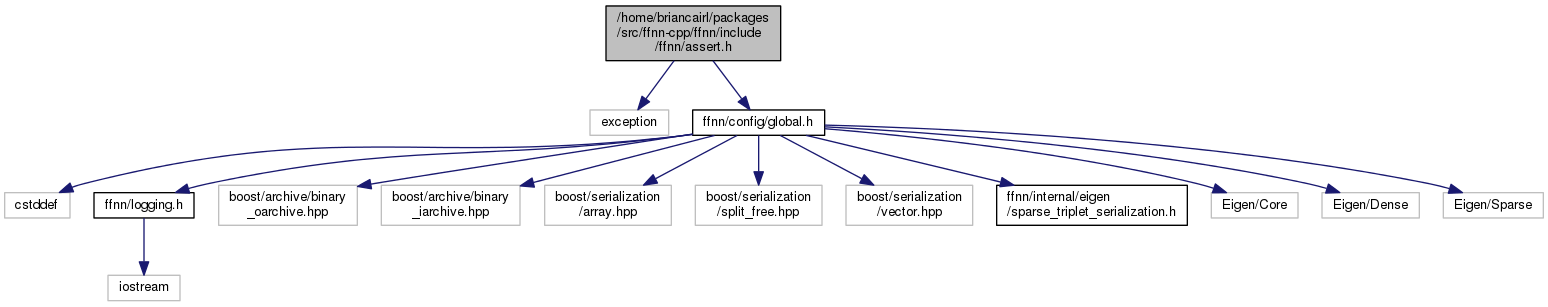 /home/briancairl/packages
/src/ffnn-cpp/ffnn/include
/ffnn/assert.h
exception
ffnn/config/global.h
cstddef
ffnn/logging.h
boost/archive/binary
_oarchive.hpp
boost/archive/binary
_iarchive.hpp
boost/serialization
/array.hpp
boost/serialization
/split_free.hpp
boost/serialization
/vector.hpp
ffnn/internal/eigen
/sparse_triplet_serialization.h
Eigen/Core
Eigen/Dense
Eigen/Sparse
iostream